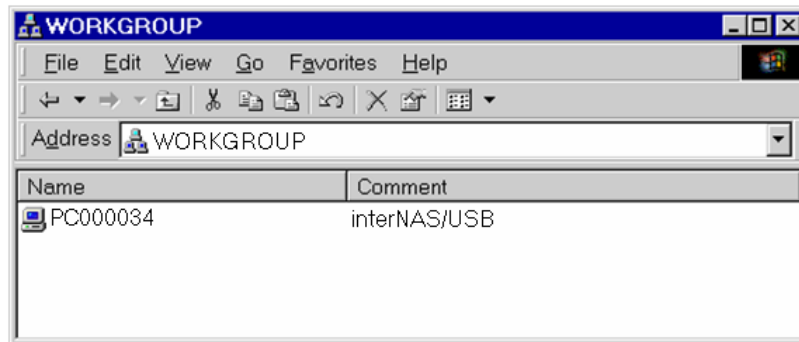 WORKGROUP
File Edit View Go Favorites Help
Address WORKGROUP
Name Comment
PC000034 interNAS/USB